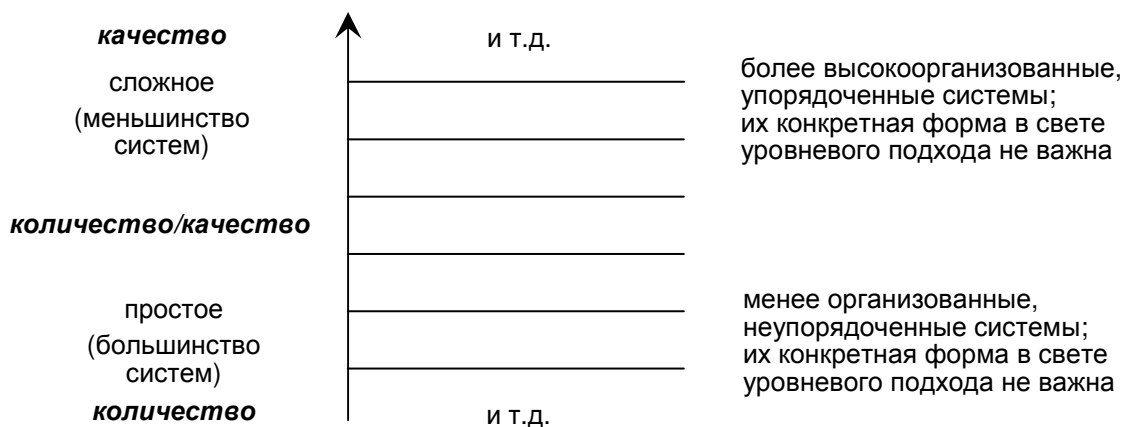 качество
и т.д.
сложное
(меньшинство
систем)
более высокоорганизованные,
упорядоченные системы;
их конкретная форма в свете
уровневого подхода не важна
количество/качество
простое
(большинство
систем)
менее организованные,
неупорядоченные системы;
их конкретная форма в свете
уровневого подхода не важна
количество
и т.д.